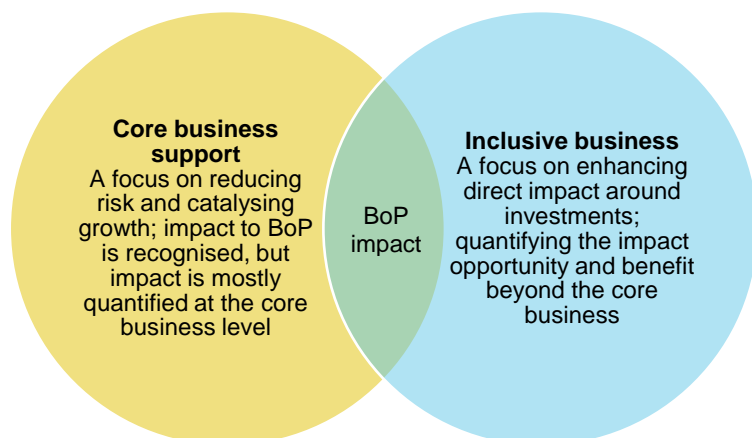 Core business
support
A focus on reducing
risk and catalysing
growth; impact to BoP
is recognised, but
impact is mostly
quantified at the core
business level
BoP
impact
Inclusive business
A focus on enhancing
direct impact around
investments;
quantifying the impact
opportunity and benefit
beyond the core
business